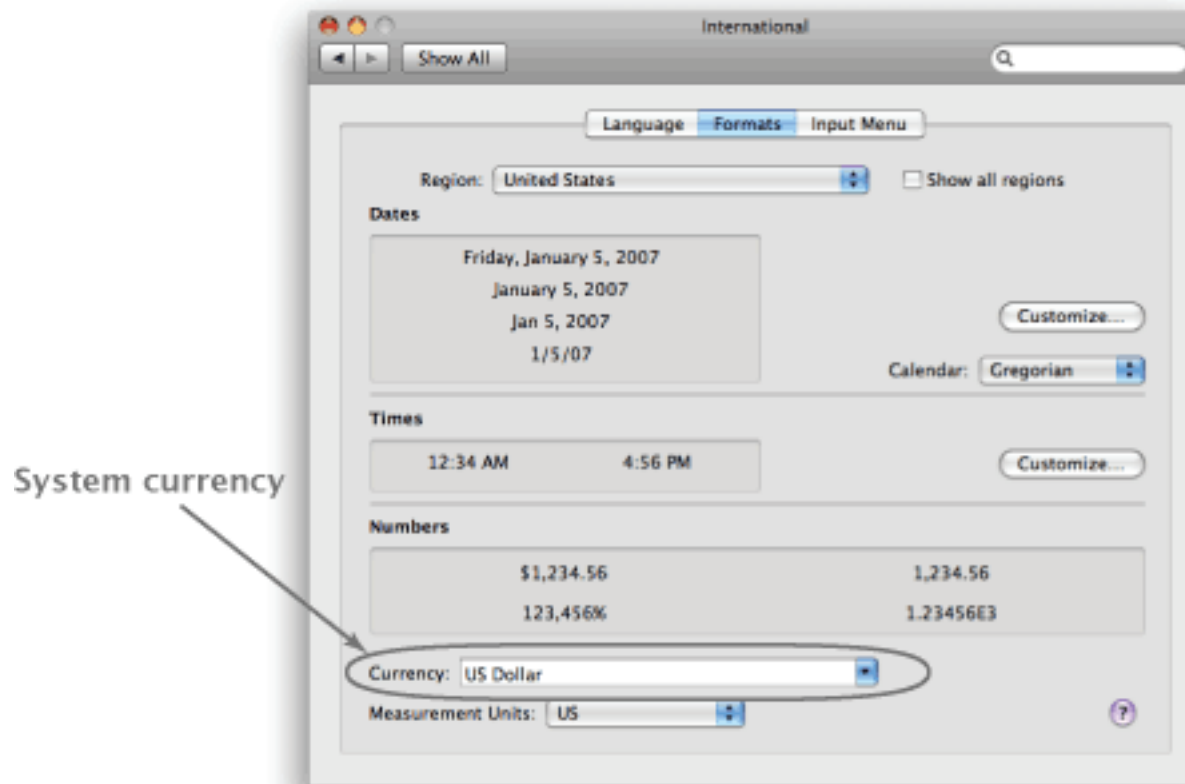 International
Show All
Language Formats Input Menu
Region: United States Show all regions
Dates
Friday, January 5, 2007
January 5, 2007
Jan 5, 2007
1/5/07
Customize...
Calendar: Gregorian
Times
12:34 AM 4:56 PM
Customize...
System currency
Numbers
$1,234.56 1,234.56
123,456% 1.23456E3
Currency: US Dollar
Measurement Units: US ?